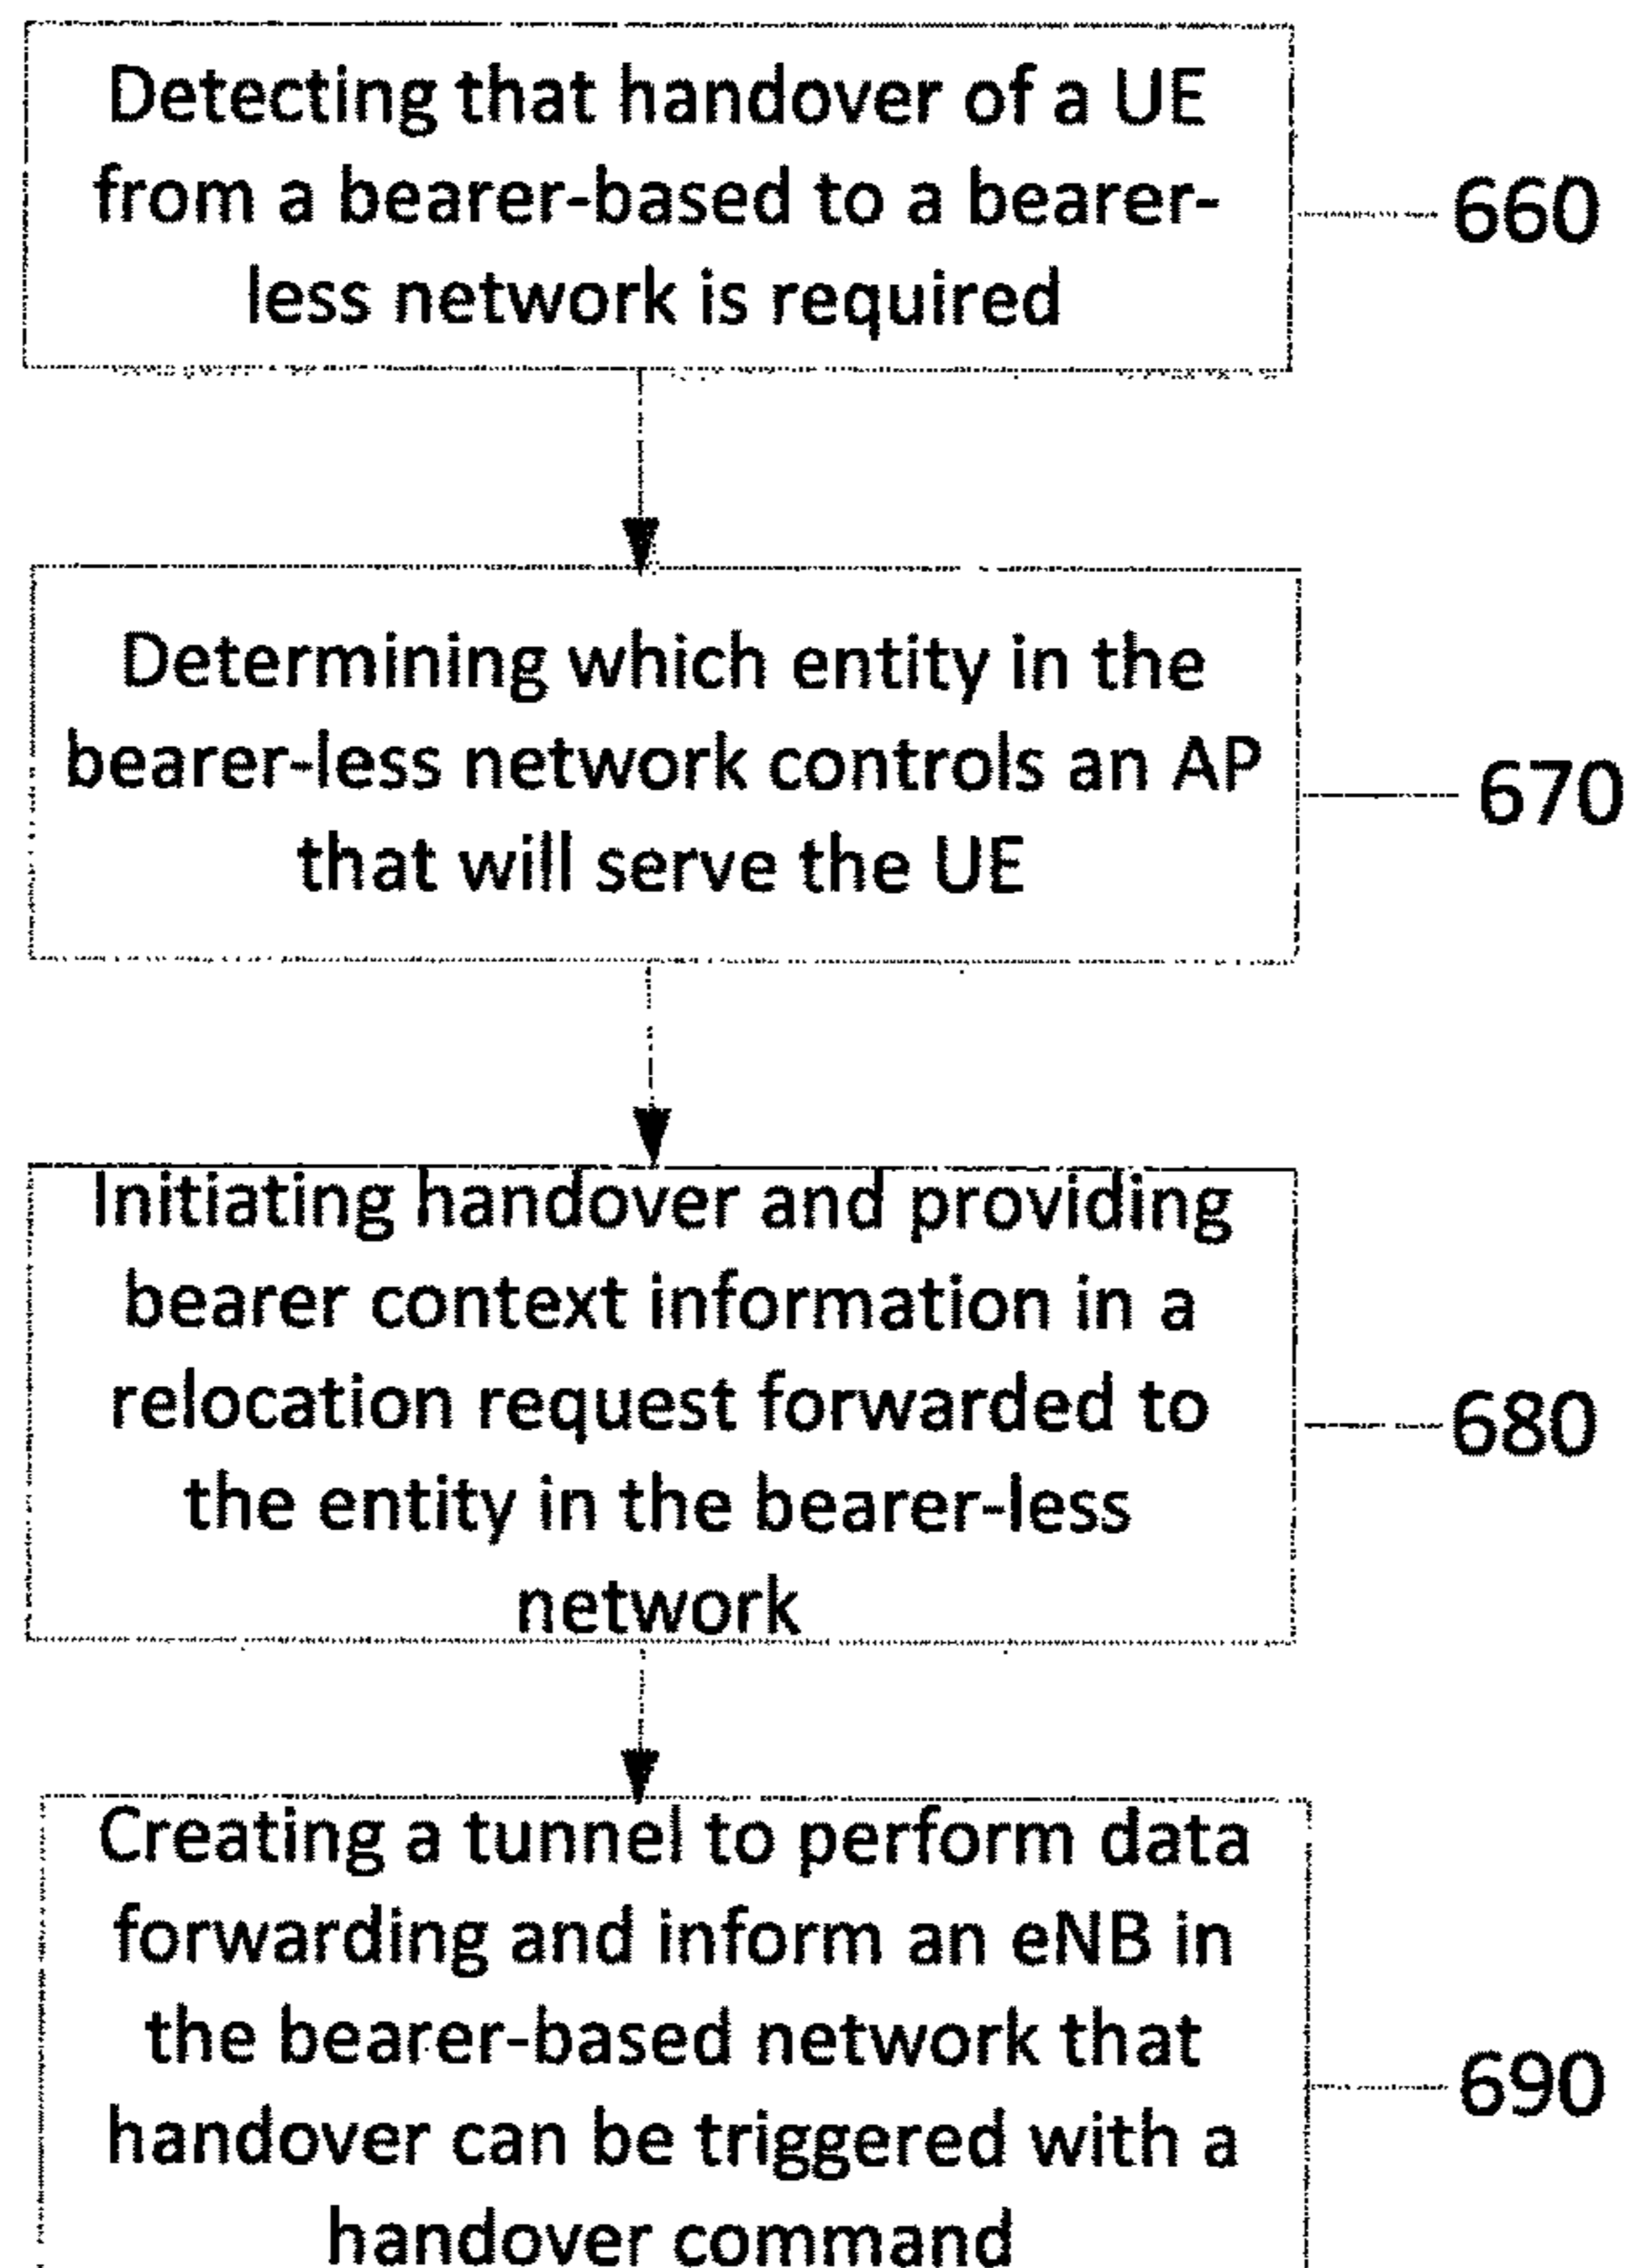 Detecting that handover of a UE
from a bearer-based to a bearer-
less network is required
660
Determining which entity in the
bearer-less network controls an AP
that will serve the UE
670
Initiating handover and providing
bearer context information in a
relocation request forwarded to
the entity in the bearer-less
network
680
Creating a tunnel to perform data
forwarding and inform an eNB in
the bearer-based network that
handover can be triggered with a
handover command
690